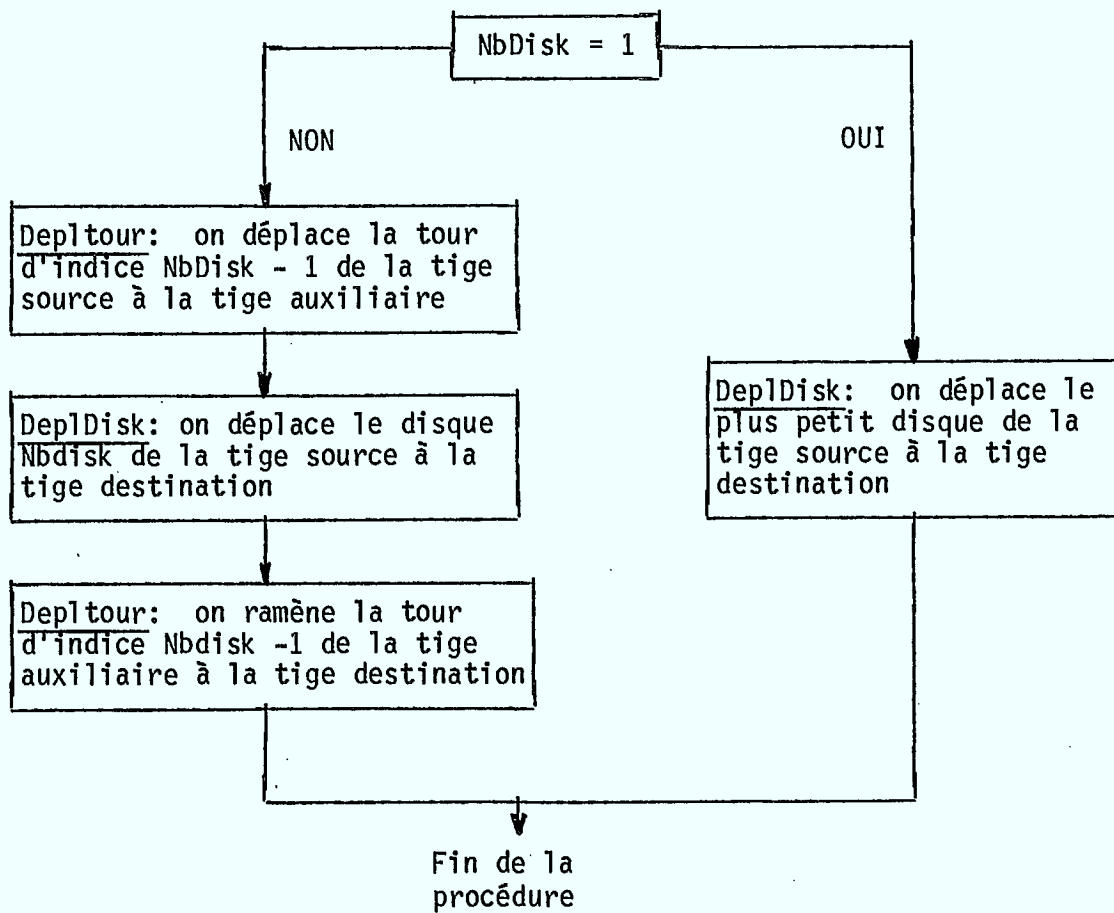 NbDisk = 1
NON
OUI
Depltour: on déplace la tour
d'indice NbDisk - 1 de la tige
source à la tige auxiliaire
DeplDisk: on déplace le disque
Nbdisk de la tige source à la
tige destination
Depltour: on ramène la tour
d'indice Nbdisk -1 de la tige
auxiliaire à la tige destination
DeplDisk: on déplace le
plus petit disque de la
tige source à la tige
destination
Fin de la
procédure